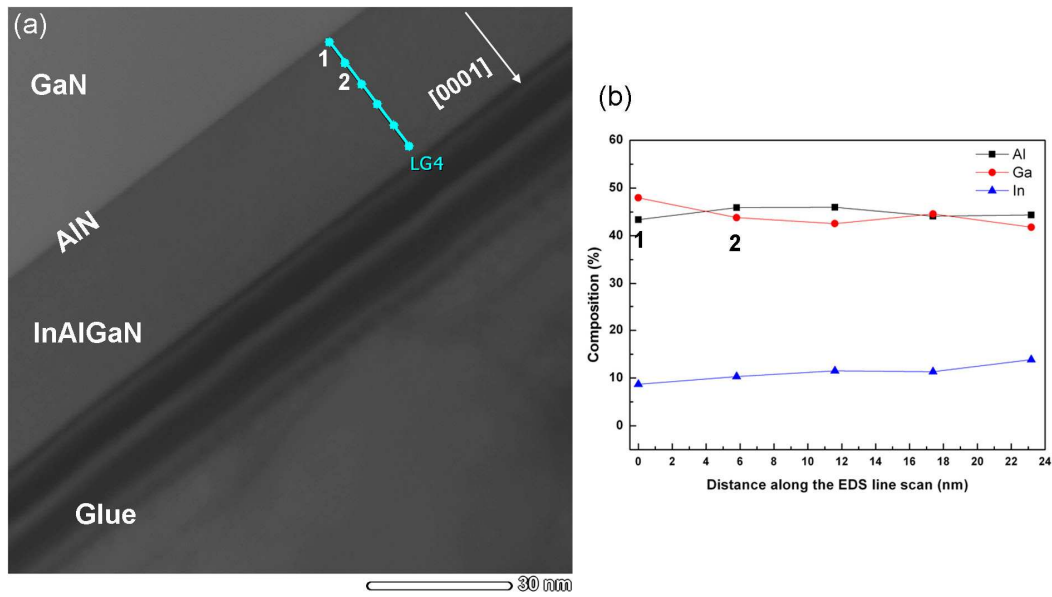 (a)
GaN
1
2
[0001]
LG4
AlN
InAlGaN
Glue
30 nm
(b)
60
50
40
30
20
10
0
Composition (%)
Al
Ga
In
1
2
0 2 4 6 8 10 12 14 16 18 20 22 24
Distance along the EDS line scan (nm)